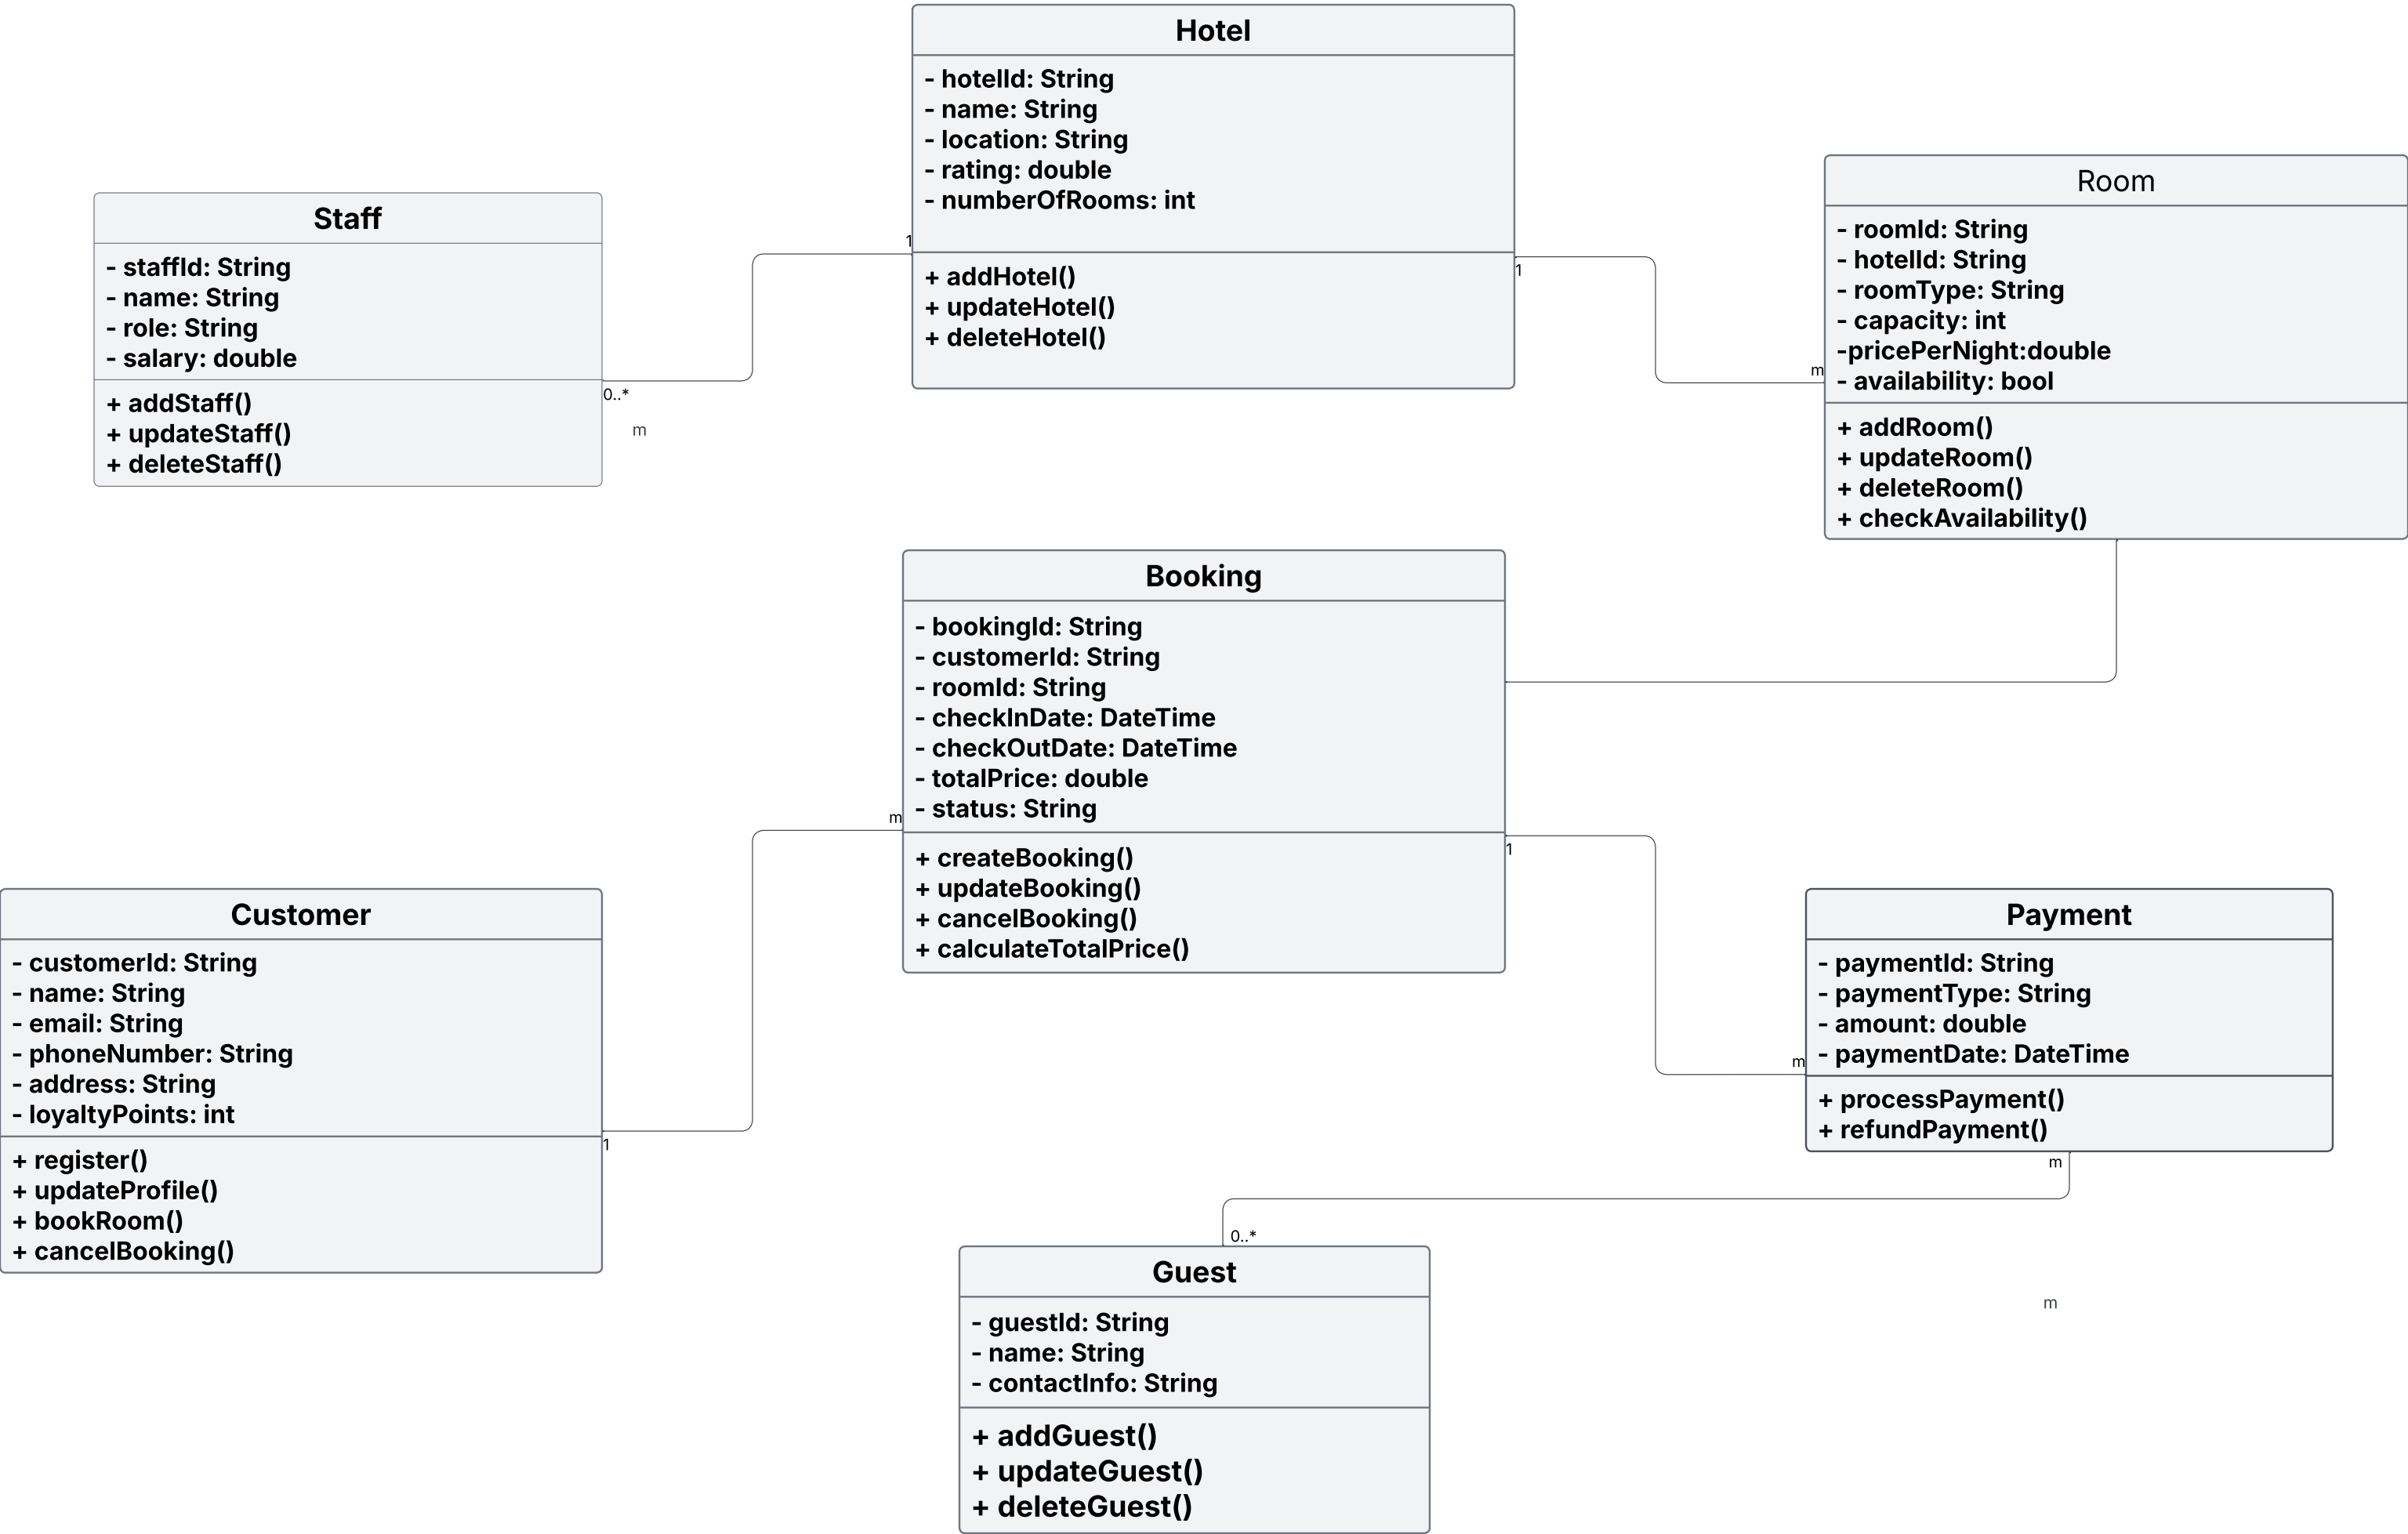 Hotel
- hotelId: String
- name: String
- location: String
- rating: double
- numberOfRooms: int
+ addHotel()
+ updateHotel()
+ deleteHotel()
1
1
Staff
- staffId: String
- name: String
- role: String
- salary: double
+ addStaff()
+ updateStaff()
+ deleteStaff()
0..*
m
Room
- roomId: String
- hotelId: String
- roomType: String
- capacity: int
-pricePerNight:double
- availability: bool
+ addRoom()
+ updateRoom()
+ deleteRoom()
+ checkAvailability()
m
Booking
- bookingId: String
- customerId: String
- roomId: String
- checkInDate: DateTime
- checkOutDate: DateTime
- totalPrice: double
- status: String
+ createBooking()
+ updateBooking()
+ cancelBooking()
+ calculateTotalPrice()
m
1
Customer
- customerId: String
- name: String
- email: String
- phoneNumber: String
- address: String
- loyaltyPoints: int
+ register()
+ updateProfile()
+ bookRoom()
+ cancelBooking()
1
Payment
- paymentId: String
- paymentType: String
- amount: double
- paymentDate: DateTime
+ processPayment()
+ refundPayment()
m
m
0..*
Guest
- guestId: String
- name: String
- contactInfo: String
+ addGuest()
+ updateGuest()
+ deleteGuest()
m